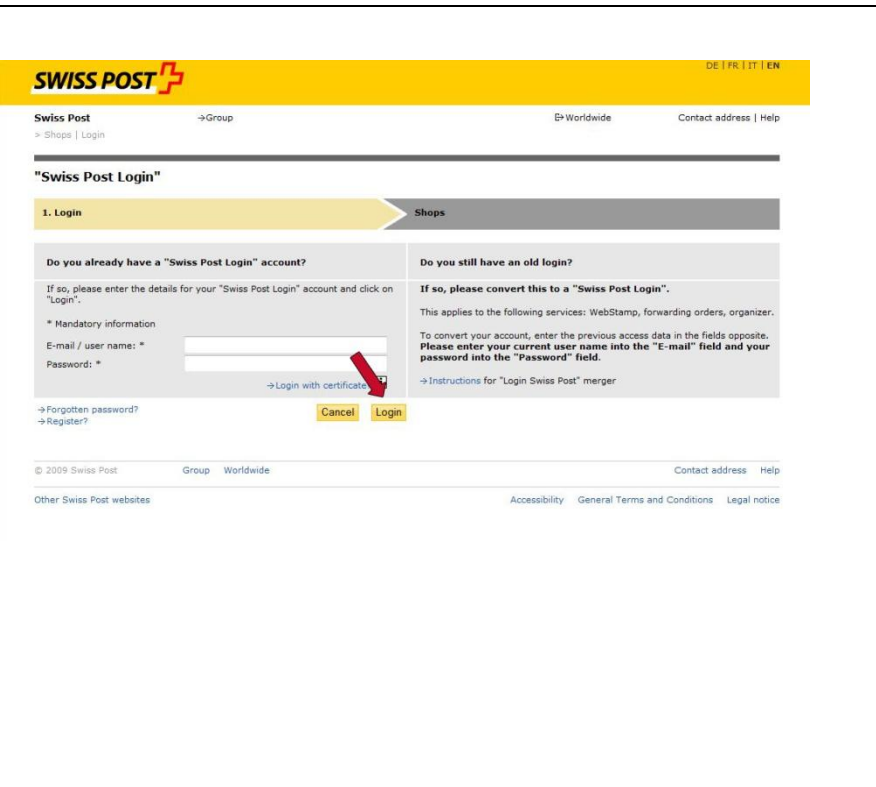 DE | FR | IT | EN
SWISS POST
Swiss Post →Group Worldwide Contact address | Help
> Shops | Login
"Swiss Post Login"
1. Login Shops
Do you already have a "Swiss Post Login" account?
If so, please enter the details for your "Swiss Post Login" account and click on
"Login".
* Mandatory information
E-mail / user name: *
Password: *
→Login with certificate
Do you still have an old login?
If so, please convert this to a "Swiss Post Login".
This applies to the following services: WebStamp, forwarding orders, organizer.
To convert your account, enter the previous access data in the fields opposite.
Please enter your current user name into the "E-mail" field and your
password into the "Password" field.
→Instructions for "Login Swiss Post" merger
→Forgotten password?
→Register?
Cancel Login
© 2009 Swiss Post Group Worldwide Contact address Help
Other Swiss Post websites Accessibility General Terms and Conditions Legal notice